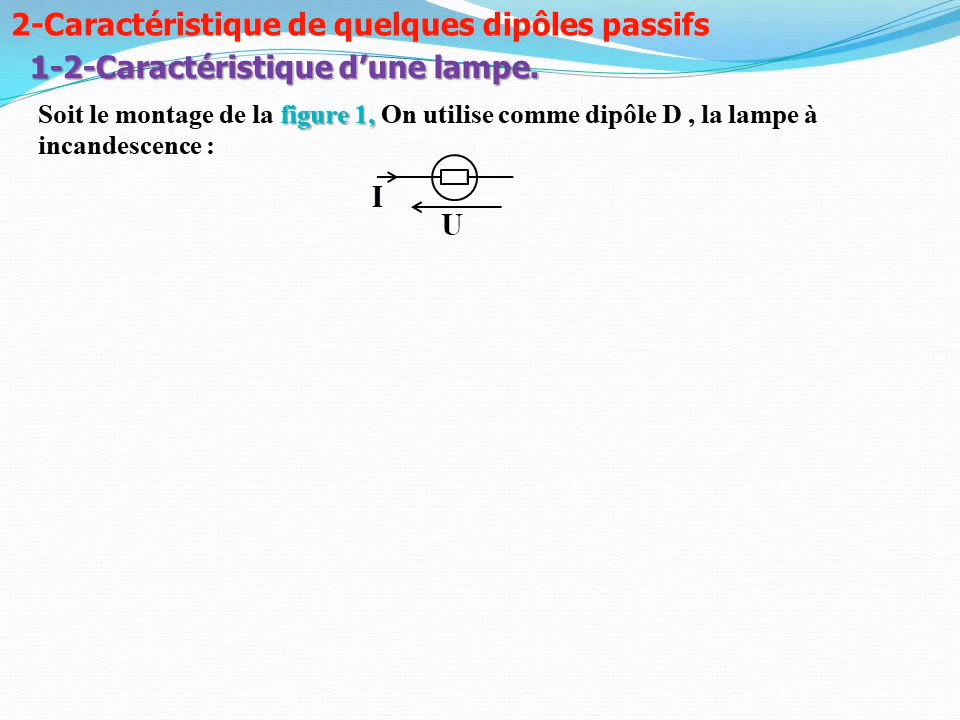 2-Caractéristique de quelques dipôles passifs
1-2-Caractéristique d’une lampe.
Soit le montage de la figure 1, On utilise comme dipôle D , la lampe à
incandescence :
I
U